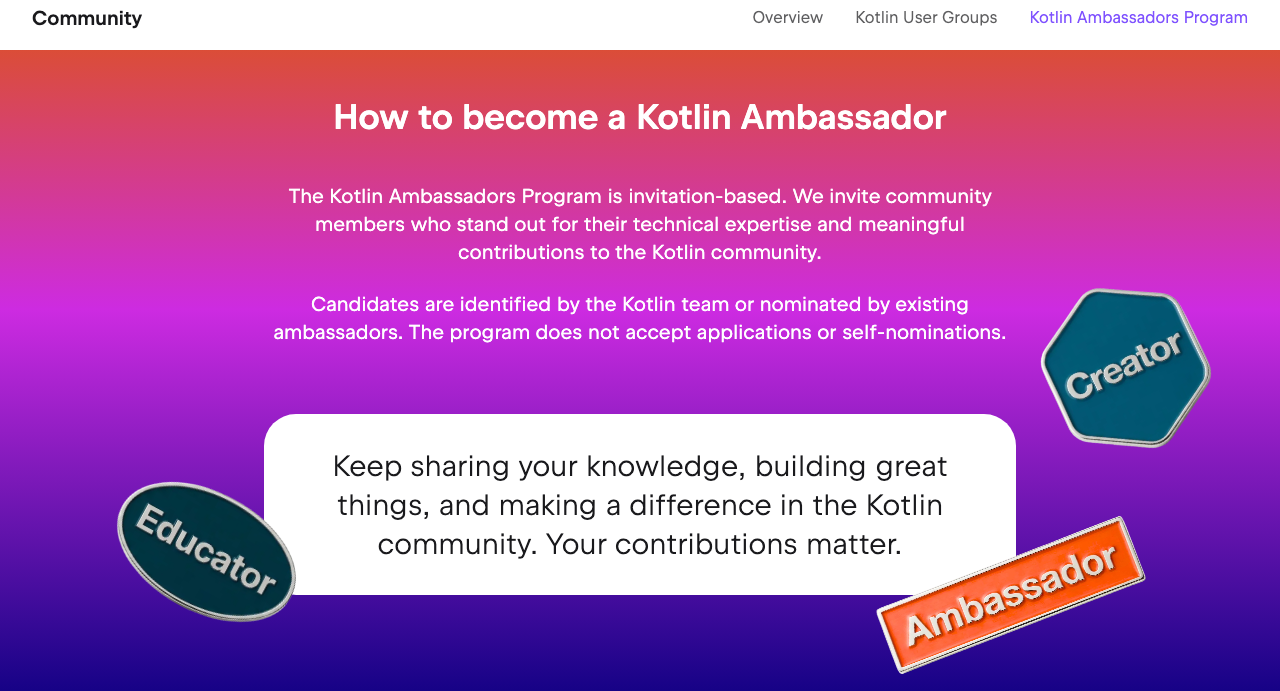 Community
Overview
Kotlin User Groups
Kotlin Ambassadors Program
How to become a Kotlin Ambassador
The Kotlin Ambassadors Program is invitation-based. We invite community
members who stand out for their technical expertise and meaningful
contributions to the Kotlin community.
Candidates are identified by the Kotlin team or nominated by existing
ambassadors. The program does not accept applications or self-nominations.
Creator
Keep sharing your knowledge, building great
things, and making a difference in the Kotlin
community. Your contributions matter.
Educator
Ambassador